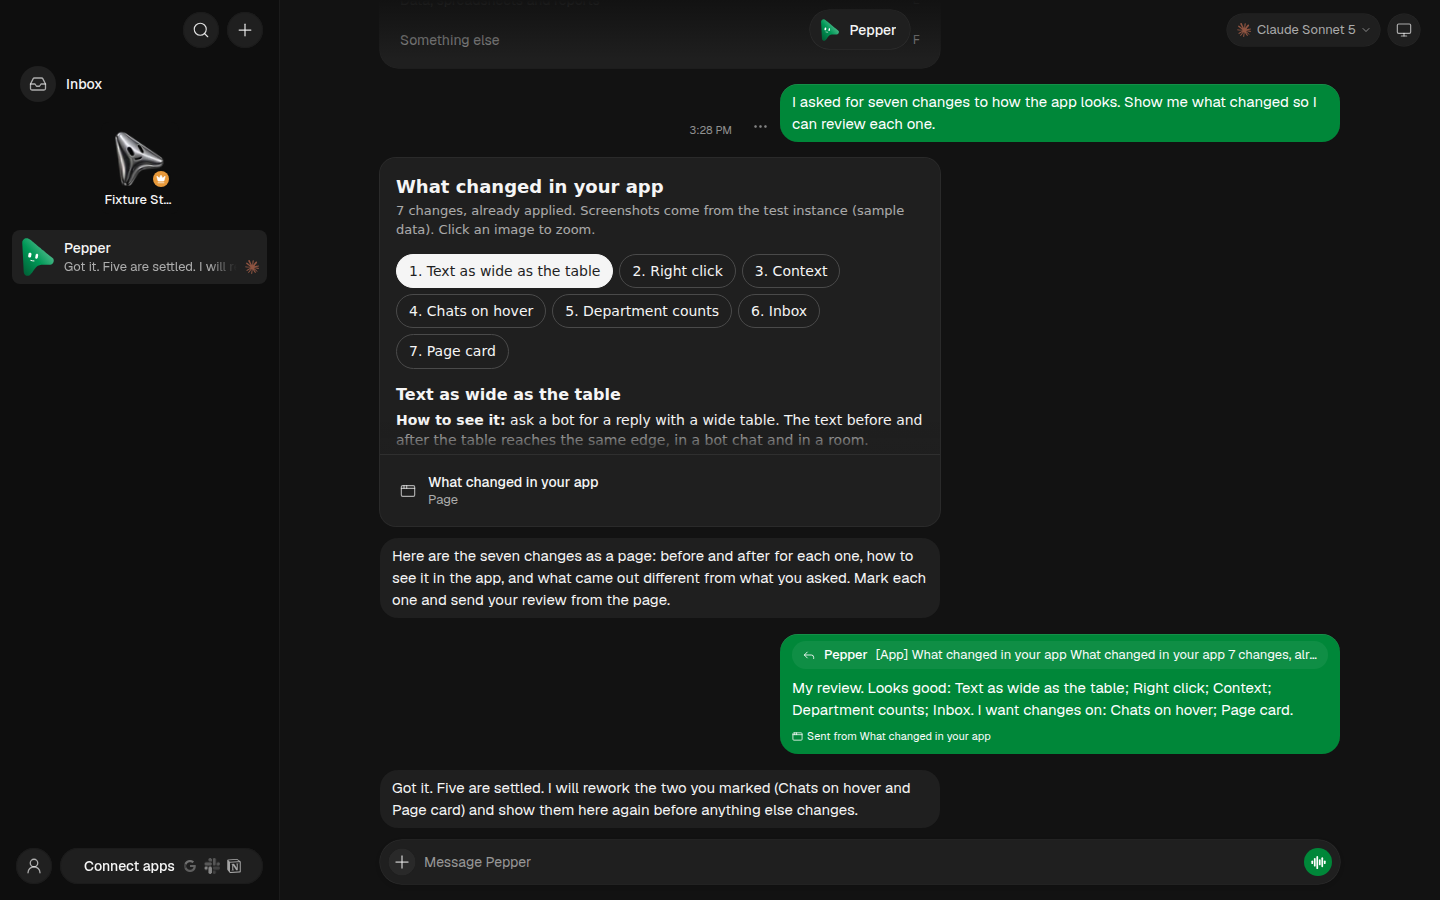 Inbox
Fixture St...
Pepper
Got it. Five are settled. I will
Connect apps
Something else
Pepper
F
Claude Sonnet 5
I asked for seven changes to how the app looks. Show me what changed so I
can review each one.
3:28 PM
What changed in your app
7 changes, already applied. Screenshots come from the test instance (sample
data). Click an image to zoom.
1. Text as wide as the table
2. Right click
3. Context
4. Chats on hover
5. Department counts
6. Inbox
7. Page card
Text as wide as the table
How to see it: ask a bot for a reply with a wide table. The text before and
after the table reaches the same edge, in a bot chat and in a room.
What changed in your app
Page
Here are the seven changes as a page: before and after for each one, how to
see it in the app, and what came out different from what you asked. Mark each
one and send your review from the page.
Pepper [App] What changed in your app What changed in your app 7 changes, alr...
My review. Looks good: Text as wide as the table; Right click; Context;
Department counts; Inbox. I want changes on: Chats on hover; Page card.
Sent from What changed in your app
Got it. Five are settled. I will rework the two you marked (Chats on hover and
Page card) and show them here again before anything else changes.
Message Pepper